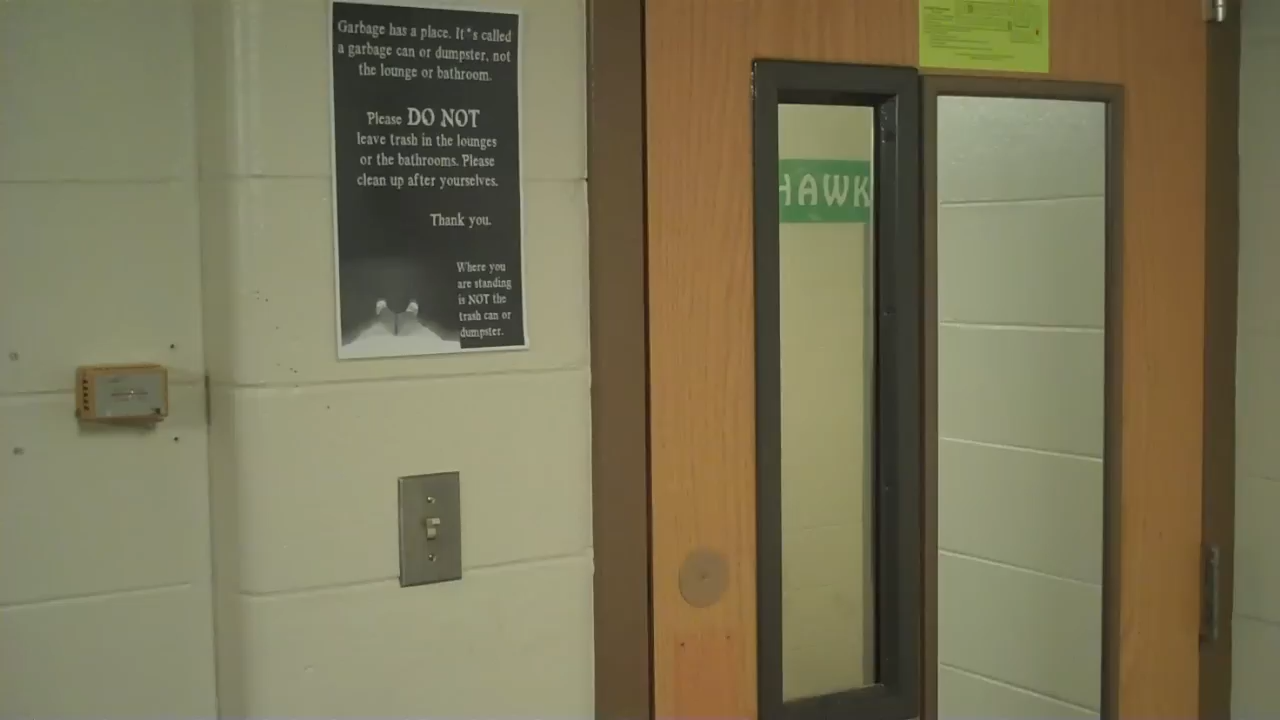 Garbage has a place. It*s called
a garbage can or dumpster, not
the lounge or bathroom.
Please DO NOT
leave trash in the lounges
or the bathrooms. Please
clean up after yourselves.
Thank you.
Where you
are standing
is NOT the
trash can or
dumpster.
HAWK